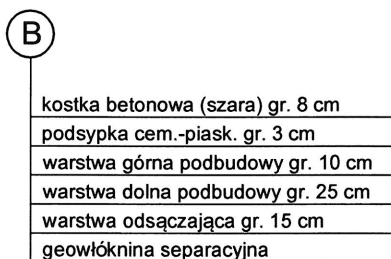 B
kostka betonowa (szara) gr. 8 cm
podsypka cem.-piask. gr. 3 cm
warstwa górna podbudowy gr. 10 cm
warstwa dolna podbudowy gr. 25 cm
warstwa odsączająca gr. 15 cm
geowłóknina separacyjna